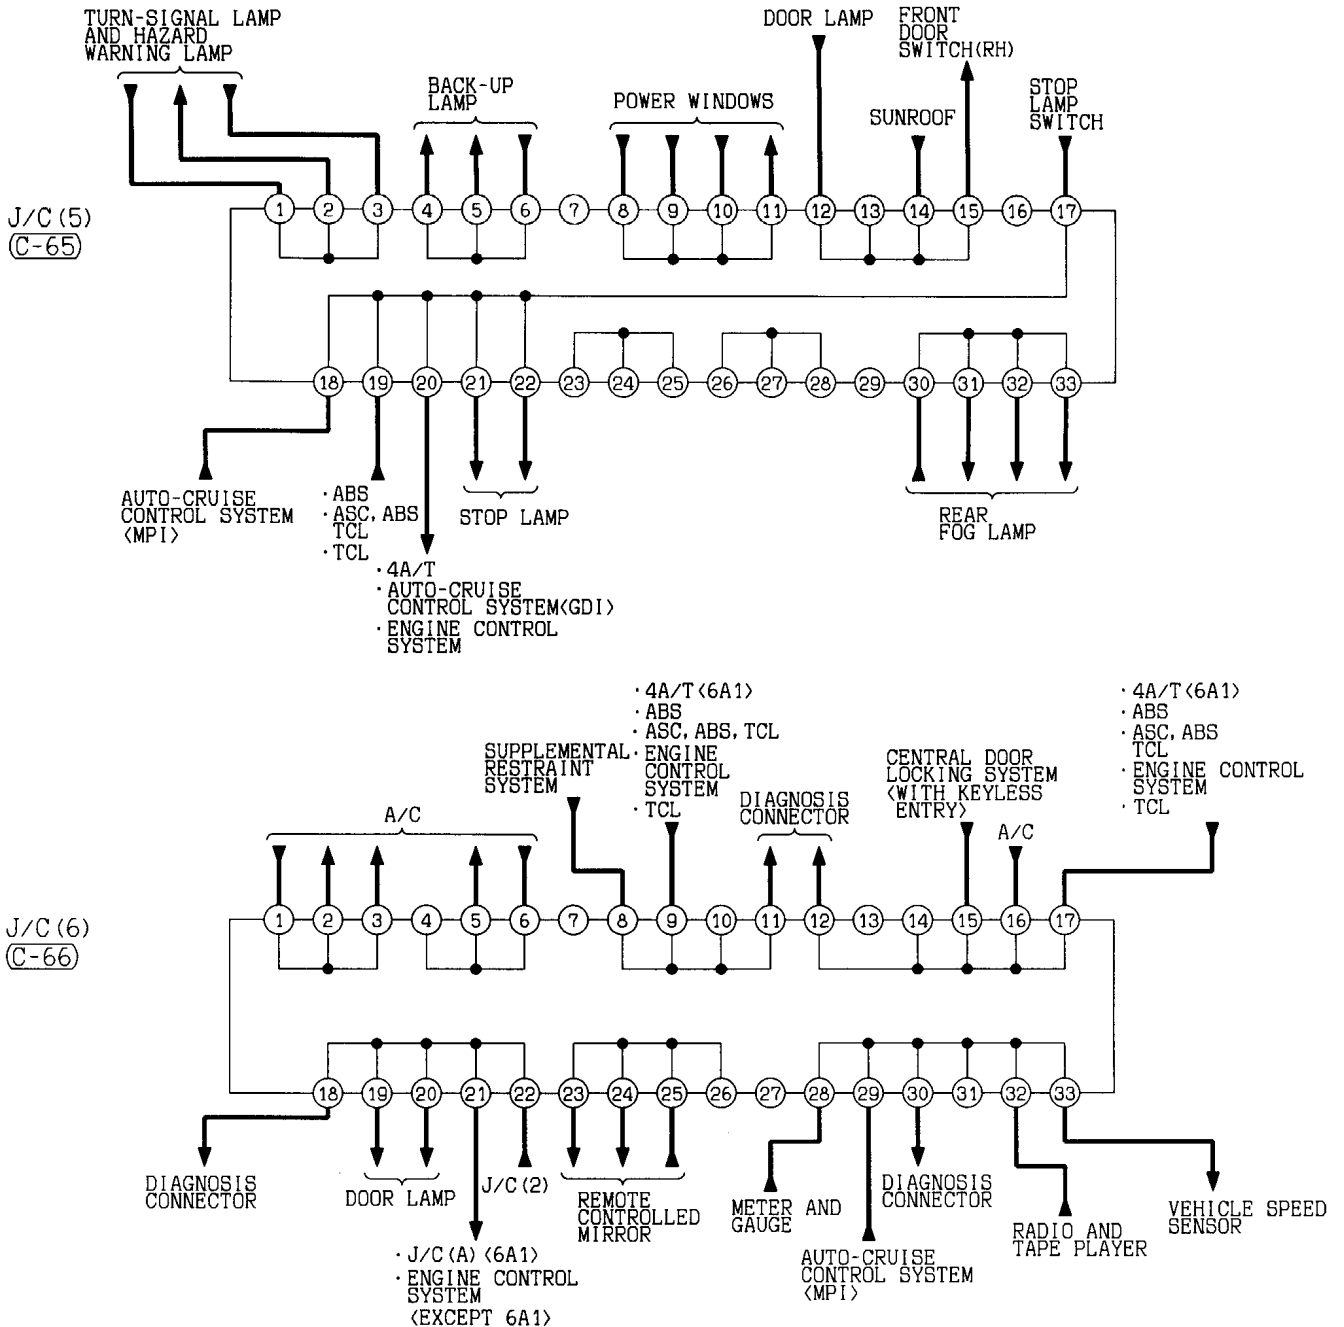 TURN-SIGNAL LAMP
AND HAZARD
WARNING LAMP
BACK-UP
LAMP
POWER WINDOWS
DOOR LAMP
FRONT
DOOR
SWITCH(RH)
SUNROOF
STOP
LAMP
SWITCH
J/C(5)
C-65
1 2 3 4 5 6 7 8 9 10 11 12 13 14 15 16 17
18 19 20 21 22 23 24 25 26 27 28 29 30 31 32 33
AUTO-CRUISE
CONTROL SYSTEM
<MPI>
·ABS
·ASC, ABS
TCL
·TCL
STOP LAMP
REAR
FOG LAMP
·4A/T
·AUTO-CRUISE
CONTROL SYSTEM<GDI>
·ENGINE CONTROL
SYSTEM
A/C
SUPPLEMENTAL
RESTRAINT
SYSTEM
·4A/T<6A1>
·ABS
·ASC, ABS, TCL
·ENGINE
CONTROL
SYSTEM
·TCL
DIAGNOSIS
CONNECTOR
CENTRAL DOOR
LOCKING SYSTEM
<WITH KEYLESS
ENTRY>
A/C
·4A/T<6A1>
·ABS
·ASC, ABS
TCL
·ENGINE CONTROL
SYSTEM
·TCL
J/C(6)
C-66
1 2 3 4 5 6 7 8 9 10 11 12 13 14 15 16 17
18 19 20 21 22 23 24 25 26 27 28 29 30 31 32 33
DIAGNOSIS
CONNECTOR
DOOR LAMP
·J/C(A)<6A1>
·ENGINE CONTROL
SYSTEM
<EXCEPT 6A1>
J/C(2)
REMOTE
CONTROLLED
MIRROR
METER AND
GAUGE
AUTO-CRUISE
CONTROL SYSTEM
<MPI>
DIAGNOSIS
CONNECTOR
RADIO AND
TAPE PLAYER
VEHICLE SPEED
SENSOR